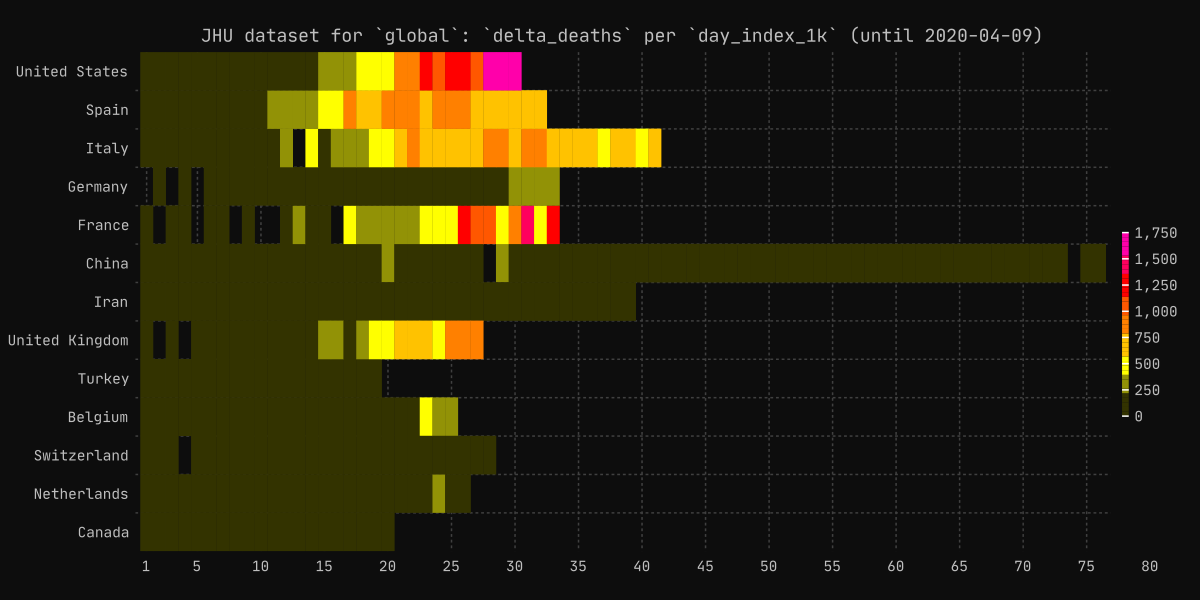 JHU dataset for `global`: `delta_deaths` per `day_index_1k` (until 2020-04-09)
United States
Spain
Italy
Germany
France
China
Iran
United Kingdom
Turkey
Belgium
Switzerland
Netherlands
Canada
1,750
1,500
1,250
1,000
750
500
250
0
1 5 10 15 20 25 30 35 40 45 50 55 60 65 70 75 80